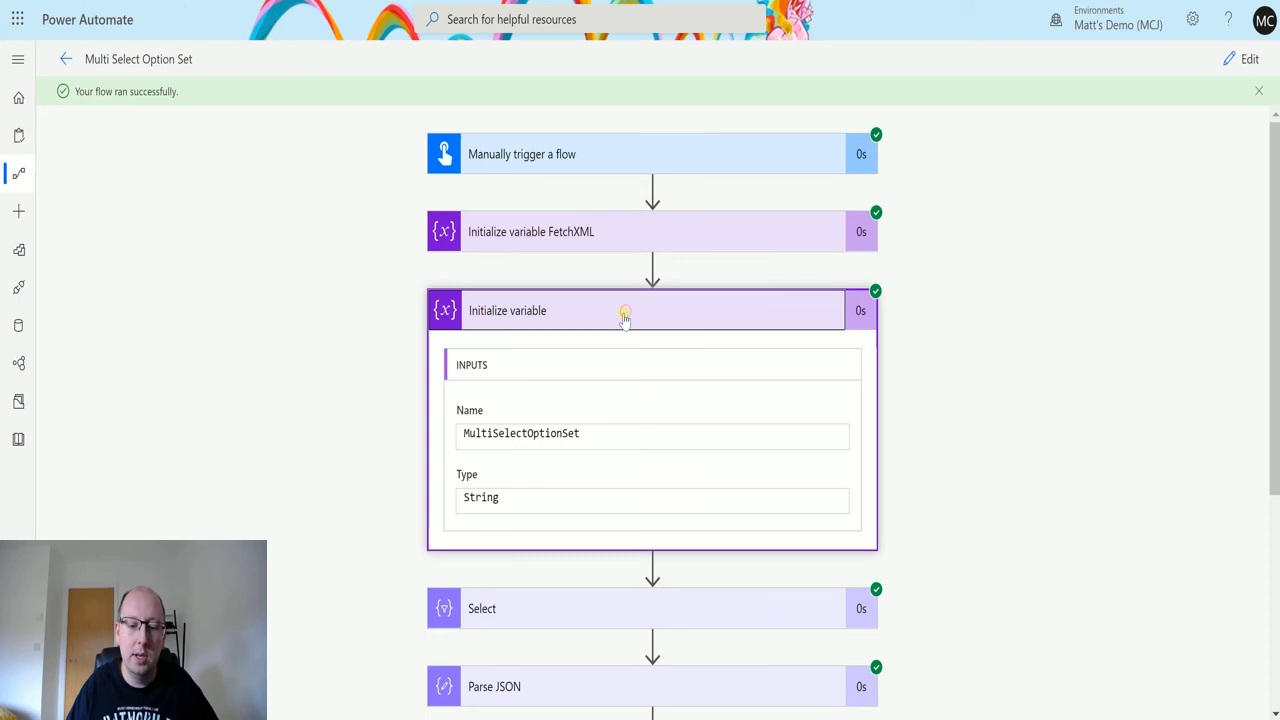 Power Automate
Search for helpful resources
Environments
Matt's Demo (MCJ)
MC
Multi Select Option Set
Edit
Your flow ran successfully.
Manually trigger a flow
0s
Initialize variable FetchXML
0s
Initialize variable
0s
INPUTS
Name
MultiSelectOptionSet
Type
String
Select
0s
Parse JSON
0s